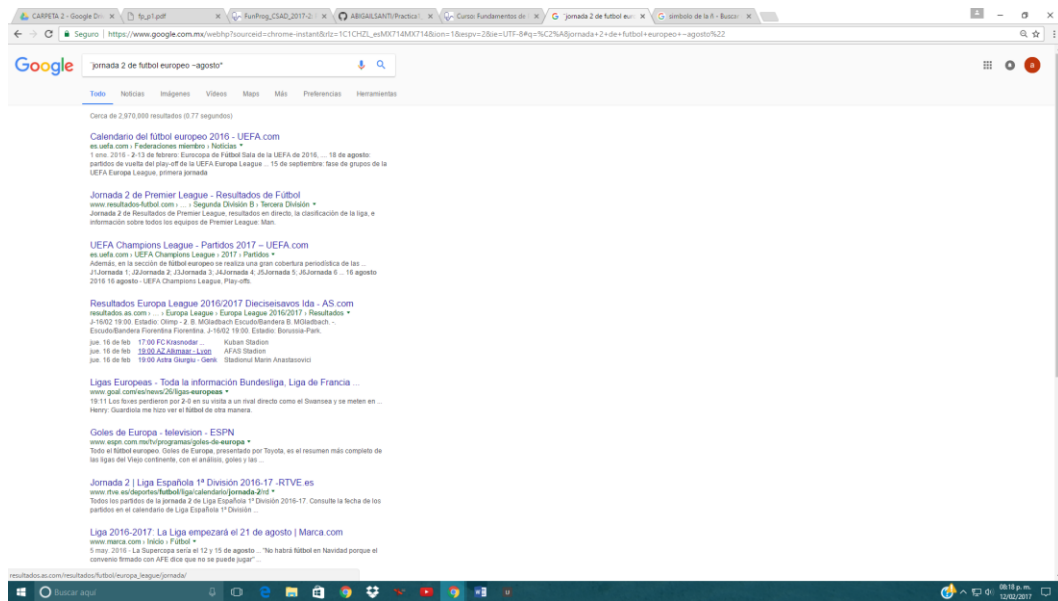 CARPETA 2 - Google Dri
fp_p1.pdf
FunProg_CSAD_2017-2:
ABIGAILSANTI/Practica1
Curso: Fundamentos de
"jornada 2 de futbol euro
simbolo de la ñ - Buscar
Seguro | https://www.google.com.mx/webhp?sourceid=chrome-instant&rlz=1C1CHZL_esMX714MX714&ion=1&espv=2&ie=UTF-8#q=%C2%A8jornada+2+de+futbol+europeo+~agosto%22
Google
¨jornada 2 de futbol europeo ~agosto"
a
Todo Noticias Imágenes Vídeos Maps Más Preferencias Herramientas
Cerca de 2,970,000 resultados (0.77 segundos)
Calendario del fútbol europeo 2016 - UEFA.com
es.uefa.com › Federaciones miembro › Noticias
1 ene. 2016 - 2-13 de febrero: Eurocopa de Fútbol Sala de la UEFA de 2016, ... 18 de agosto:
partidos de vuelta del play-off de la UEFA Europa League ... 15 de septiembre: fase de grupos de la
UEFA Europa League, primera jornada
Jornada 2 de Premier League - Resultados de Fútbol
www.resultados-futbol.com › ... › Segunda División B › Tercera División
Jornada 2 de Resultados de Premier League, resultados en directo, la clasificación de la liga, e
información sobre todos los equipos de Premier League: Man.
UEFA Champions League - Partidos 2017 – UEFA.com
es.uefa.com › UEFA Champions League › 2017 › Partidos
Además, en la sección de fútbol europeo se realiza una gran cobertura periodística de las ...
J1Jornada 1; J2Jornada 2; J3Jornada 3; J4Jornada 4; J5Jornada 5; J6Jornada 6 ... 16 agosto
2016 16 agosto - UEFA Champions League, Play-offs.
Resultados Europa League 2016/2017 Dieciseisavos Ida - AS.com
resultados.as.com › ... › Europa League › Europa League 2016/2017 › Resultados
J-16/02 19:00. Estadio: Olimp - 2. B. MGladbach Escudo/Bandera B. MGladbach. -.
Escudo/Bandera Fiorentina Fiorentina. J-16/02 19:00. Estadio: Borussia-Park.
jue. 16 de feb 17:00 FC Krasnodar ... Kuban Stadion
jue. 16 de feb 19:00 AZ Alkmaar - Lyon AFAS Stadion
jue. 16 de feb 19:00 Astra Giurgiu - Genk Stadionul Marin Anastasovici
Ligas Europeas - Toda la información Bundesliga, Liga de Francia ...
www.goal.com/es/news/26/ligas-europeas
19:11 Los foxes perdieron por 2-0 en su visita a un rival directo como el Swansea y se meten en ...
Henry: Guardiola me hizo ver el fútbol de otra manera.
Goles de Europa - television - ESPN
www.espn.com.mx/tv/programas/goles-de-europa
Todo el fútbol europeo. Goles de Europa, presentado por Toyota, es el resumen más completo de
las ligas del Viejo continente, con el análisis, goles y las ...
Jornada 2 | Liga Española 1ª División 2016-17 -RTVE.es
www.rtve.es/deportes/futbol/liga/calendario/jornada-2/rd
Todos los partidos de la jornada 2 de Liga Española 1ª División 2016-17. Consulte la fecha de los
partidos en el calendario de Liga Española 1ª División ...
Liga 2016-2017: La Liga empezará el 21 de agosto | Marca.com
www.marca.com › Inicio › Fútbol
5 may. 2016 - La Supercopa sería el 12 y 15 de agosto ... "No habrá fútbol en Navidad porque el
convenio firmado con AFE dice que no se puede jugar" ...
resultados.as.com/resultados/futbol/europa_league/jornada/
Buscar aquí
08:18 p. m.
12/02/2017